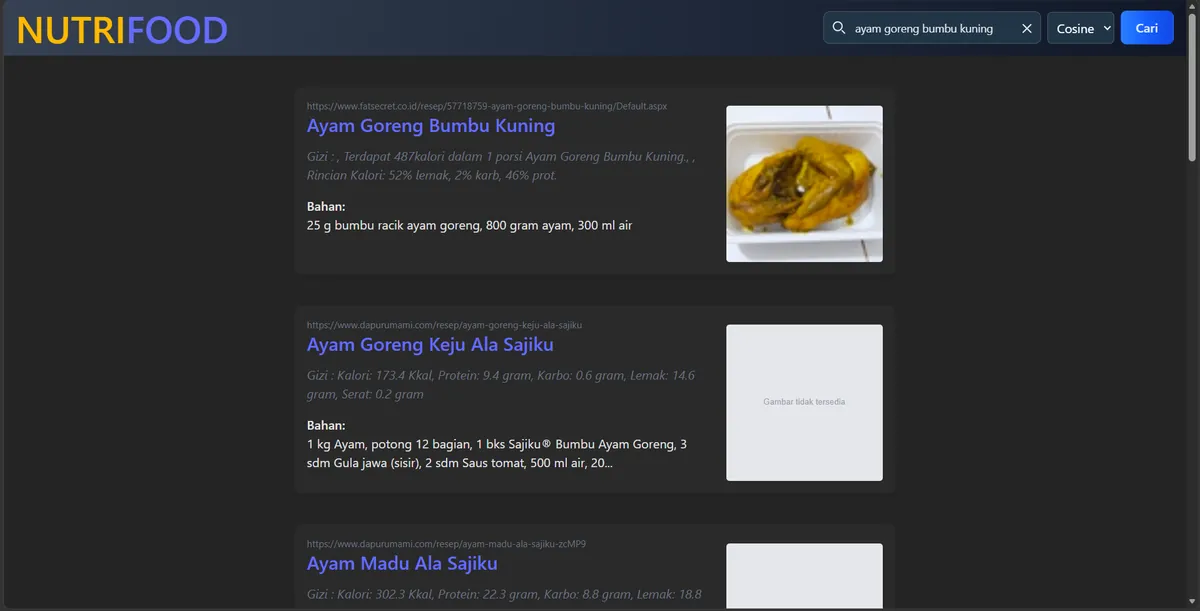 NUTRIFOOD
ayam goreng bumbu kuning
Cosine
Cari
https://www.fatsecret.co.id/resep/57718759-ayam-goreng-bumbu-kuning/Default.aspx
Ayam Goreng Bumbu Kuning
Gizi : , Terdapat 487kalori dalam 1 porsi Ayam Goreng Bumbu Kuning., ,
Rincian Kalori: 52% lemak, 2% karb, 46% prot.
Bahan:
25 g bumbu racik ayam goreng, 800 gram ayam, 300 ml air
https://www.dapurumami.com/resep/ayam-goreng-keju-ala-sajiku
Ayam Goreng Keju Ala Sajiku
Gizi : Kalori: 173.4 Kkal, Protein: 9.4 gram, Karbo: 0.6 gram, Lemak: 14.6
gram, Serat: 0.2 gram
Bahan:
1 kg Ayam, potong 12 bagian, 1 bks Sajiku® Bumbu Ayam Goreng, 3
sdm Gula jawa (sisir), 2 sdm Saus tomat, 500 ml air, 20...
Gambar tidak tersedia
https://www.dapurumami.com/resep/ayam-madu-ala-sajiku-zcMP9
Ayam Madu Ala Sajiku
Gizi : Kalori: 302.3 Kkal, Protein: 22.3 gram, Karbo: 8.8 gram, Lemak: 18.8